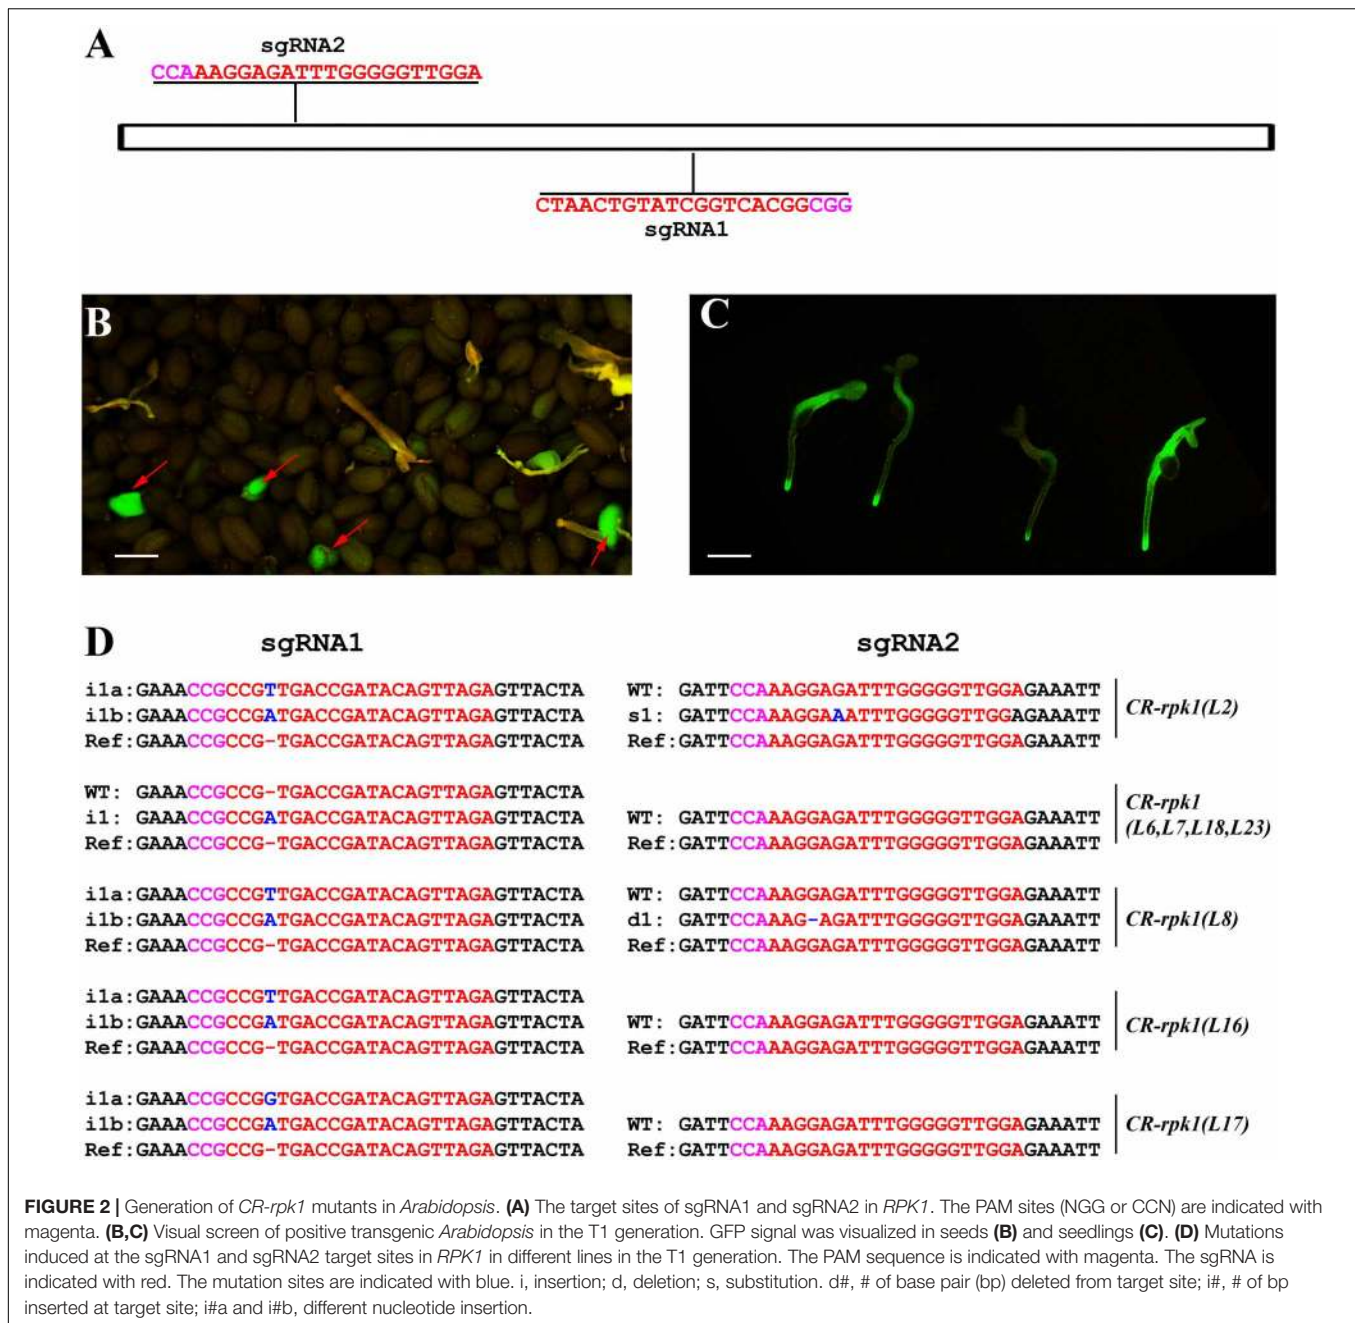 A
sgRNA2
CCAAAGGAGATTTGGGGGTTGGA
CTAACTGTATCGGTCACGGCGG
sgRNA1
B
C
D
sgRNA1 sgRNA2
i1a:GAAACCGCCGTTGACCGATACAGTTAGAGTTACTA WT: GATTCCAAAGGAGATTTGGGGGTTGGAGAAATT
i1b:GAAACCGCCGATGACCGATACAGTTAGAGTTACTA s1: GATTCCAAAGGAAATTTGGGGGTTGGAGAAATT CR-rpk1(L2)
Ref:GAAACCGCCG-TGACCGATACAGTTAGAGTTACTA Ref:GATTCCAAAGGAGATTTGGGGGTTGGAGAAATT
WT: GAAACCGCCG-TGACCGATACAGTTAGAGTTACTA
i1: GAAACCGCCGATGACCGATACAGTTAGAGTTACTA WT: GATTCCAAAGGAGATTTGGGGGTTGGAGAAATT CR-rpk1
Ref:GAAACCGCCG-TGACCGATACAGTTAGAGTTACTA Ref:GATTCCAAAGGAGATTTGGGGGTTGGAGAAATT (L6,L7,L18,L23)
i1a:GAAACCGCCGTTGACCGATACAGTTAGAGTTACTA WT: GATTCCAAAGGAGATTTGGGGGTTGGAGAAATT
i1b:GAAACCGCCGATGACCGATACAGTTAGAGTTACTA d1: GATTCCAAAG-AGATTTGGGGGTTGGAGAAATT CR-rpk1(L8)
Ref:GAAACCGCCG-TGACCGATACAGTTAGAGTTACTA Ref:GATTCCAAAGGAGATTTGGGGGTTGGAGAAATT
i1a:GAAACCGCCGTTGACCGATACAGTTAGAGTTACTA
i1b:GAAACCGCCGATGACCGATACAGTTAGAGTTACTA WT: GATTCCAAAGGAGATTTGGGGGTTGGAGAAATT CR-rpk1(L16)
Ref:GAAACCGCCG-TGACCGATACAGTTAGAGTTACTA Ref:GATTCCAAAGGAGATTTGGGGGTTGGAGAAATT
i1a:GAAACCGCCGGTGACCGATACAGTTAGAGTTACTA
i1b:GAAACCGCCGATGACCGATACAGTTAGAGTTACTA WT: GATTCCAAAGGAGATTTGGGGGTTGGAGAAATT CR-rpk1(L17)
Ref:GAAACCGCCG-TGACCGATACAGTTAGAGTTACTA Ref:GATTCCAAAGGAGATTTGGGGGTTGGAGAAATT
FIGURE 2 | Generation of CR-rpk1 mutants in Arabidopsis. (A) The target sites of sgRNA1 and sgRNA2 in RPK1. The PAM sites (NGG or CCN) are indicated with
magenta. (B,C) Visual screen of positive transgenic Arabidopsis in the T1 generation. GFP signal was visualized in seeds (B) and seedlings (C). (D) Mutations
induced at the sgRNA1 and sgRNA2 target sites in RPK1 in different lines in the T1 generation. The PAM sequence is indicated with magenta. The sgRNA is
indicated with red. The mutation sites are indicated with blue. i, insertion; d, deletion; s, substitution. d#, # of base pair (bp) deleted from target site; i#, # of bp
inserted at target site; i#a and i#b, different nucleotide insertion.